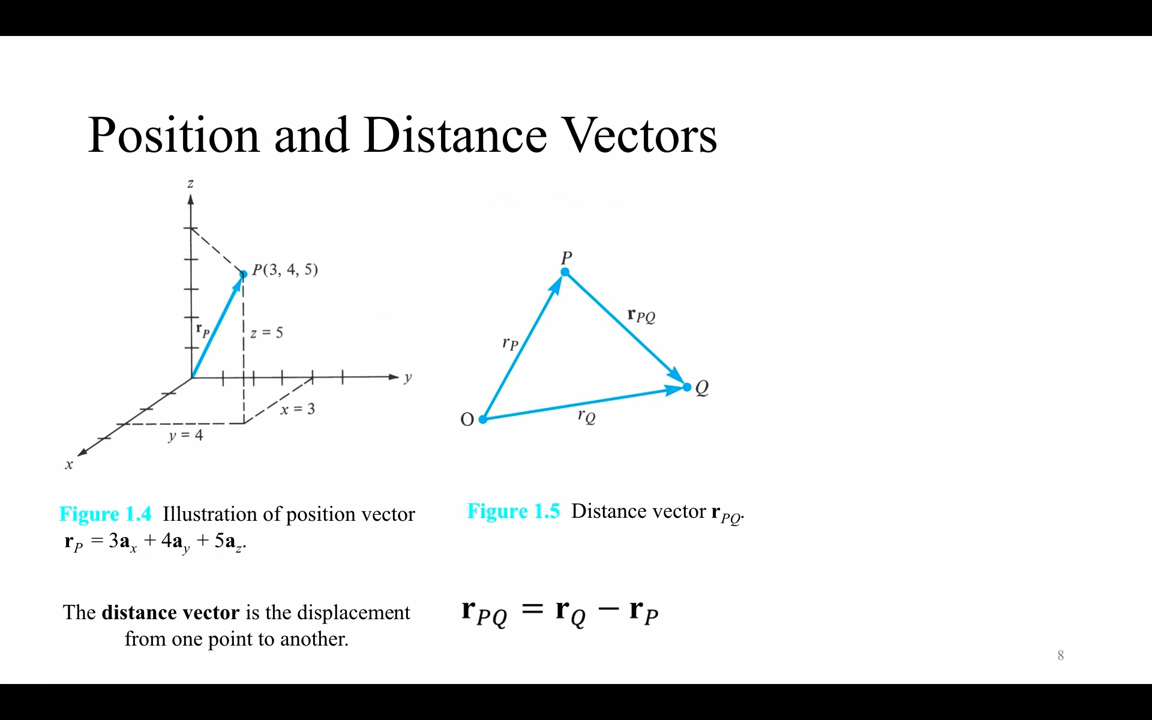 Position and Distance Vectors
z
P(3, 4, 5)
r_P
z = 5
y
x = 3
y = 4
x
P
r_PQ
r_P
Q
O
r_Q
Figure 1.4 Illustration of position vector
r_P = 3a_x + 4a_y + 5a_z.
Figure 1.5 Distance vector r_PQ.
The distance vector is the displacement
from one point to another.
r_PQ = r_Q − r_P
8